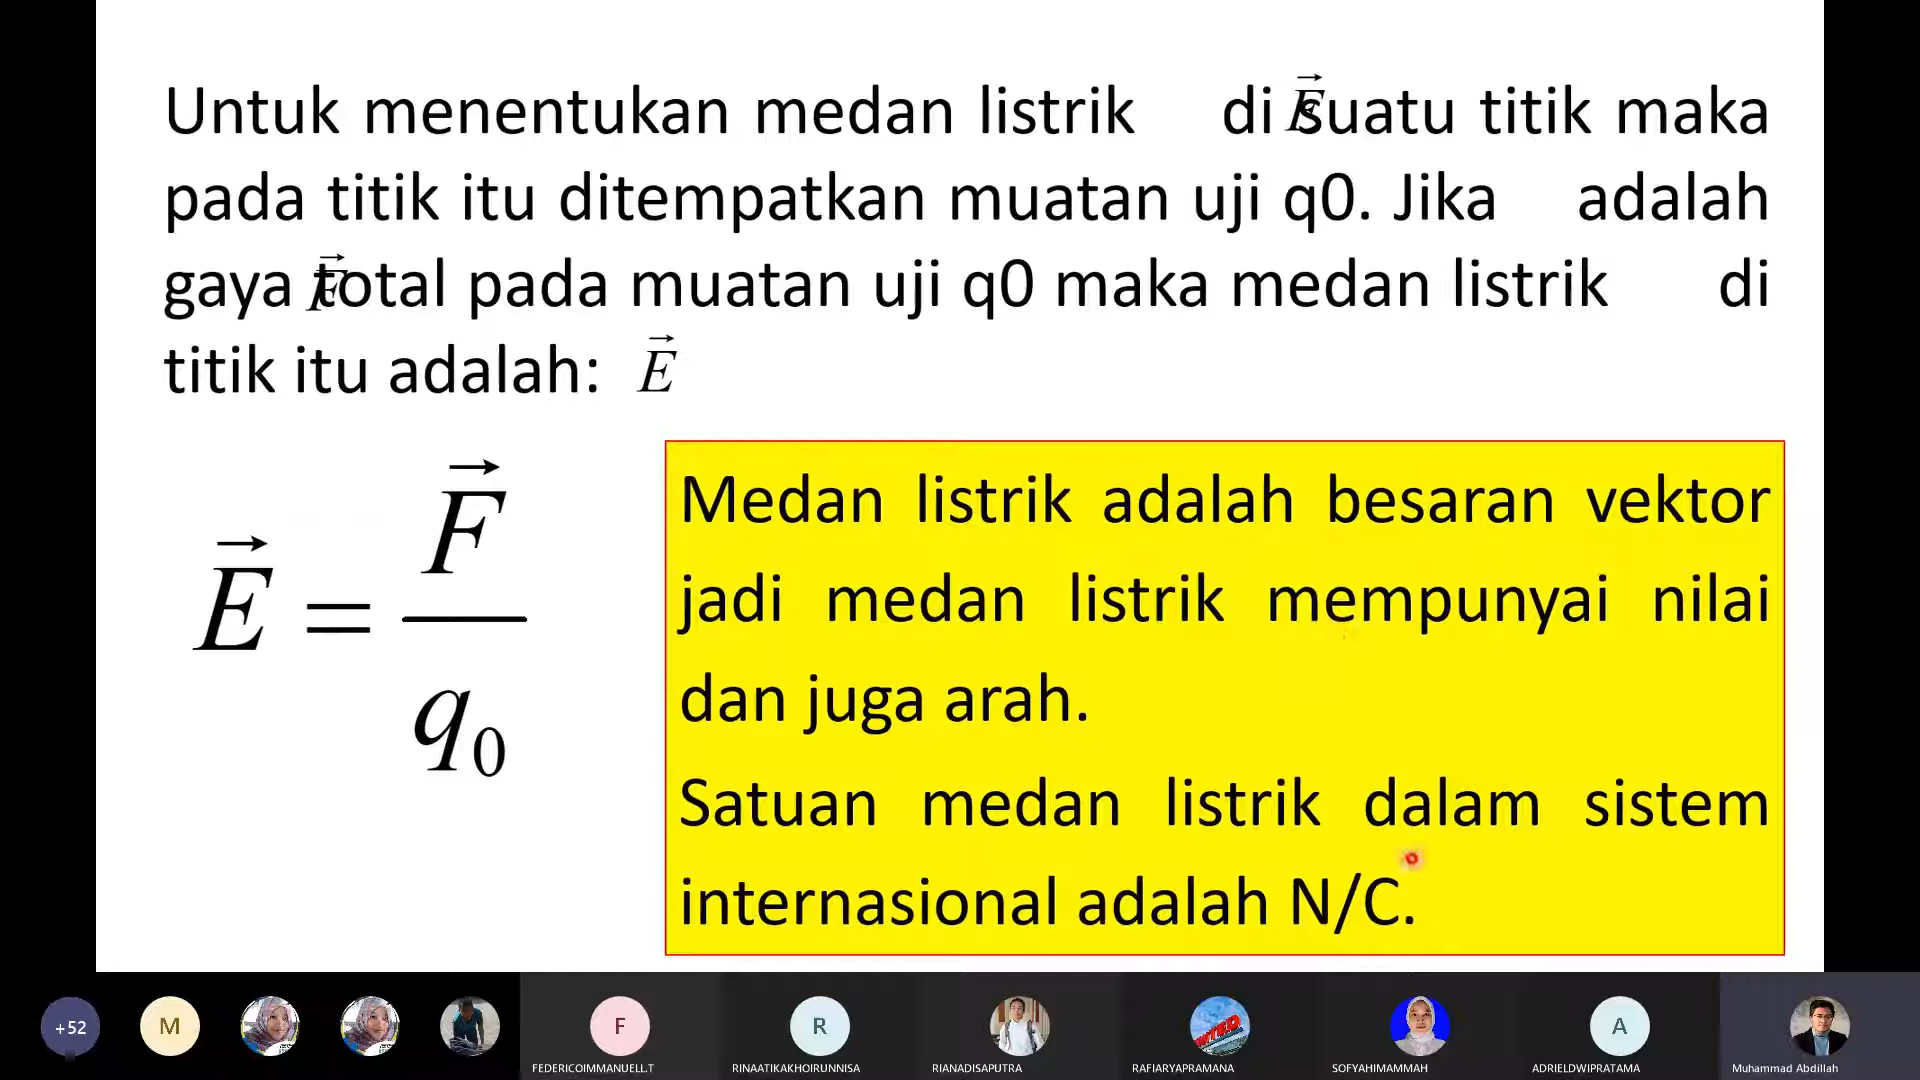 Untuk menentukan medan listrik di E⃗ suatu titik maka
pada titik itu ditempatkan muatan uji q0. Jika adalah
gaya F⃗ total pada muatan uji q0 maka medan listrik di
titik itu adalah: E⃗
E⃗ = F⃗ / q₀
Medan listrik adalah besaran vektor
jadi medan listrik mempunyai nilai
dan juga arah.
Satuan medan listrik dalam sistem
internasional adalah N/C.
+52
M
F
R
A
FEDERICOIMMANUELL.T
RINAATIKAKHOIRUNNISA
RIANADISAPUTRA
RAFIARYAPRAMANA
SOFYAHIMAMMAH
ADRIELDWIPRATAMA
Muhammad Abdillah